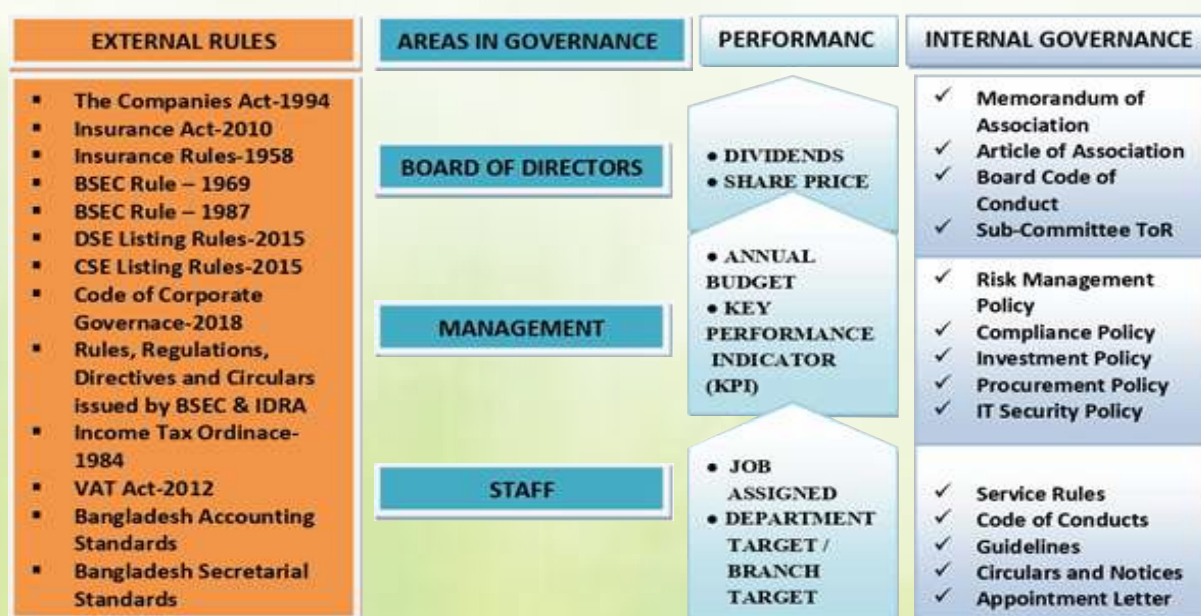 EXTERNAL RULES
▪ The Companies Act-1994
▪ Insurance Act-2010
▪ Insurance Rules-1958
▪ BSEC Rule – 1969
▪ BSEC Rule – 1987
▪ DSE Listing Rules-2015
▪ CSE Listing Rules-2015
▪ Code of Corporate
Governace-2018
▪ Rules, Regulations,
Directives and Circulars
issued by BSEC & IDRA
▪ Income Tax Ordinace-
1984
▪ VAT Act-2012
▪ Bangladesh Accounting
Standards
▪ Bangladesh Secretarial
Standards
AREAS IN GOVERNANCE
BOARD OF DIRECTORS
MANAGEMENT
STAFF
PERFORMANC
● DIVIDENDS
● SHARE PRICE
● ANNUAL
BUDGET
● KEY
PERFORMANCE
INDICATOR
(KPI)
● JOB
ASSIGNED
● DEPARTMENT
TARGET /
BRANCH
TARGET
INTERNAL GOVERNANCE
✓ Memorandum of
Association
✓ Article of Association
✓ Board Code of
Conduct
✓ Sub-Committee ToR
✓ Risk Management
Policy
✓ Compliance Policy
✓ Investment Policy
✓ Procurement Policy
✓ IT Security Policy
✓ Service Rules
✓ Code of Conducts
✓ Guidelines
✓ Circulars and Notices
✓ Appointment Letter